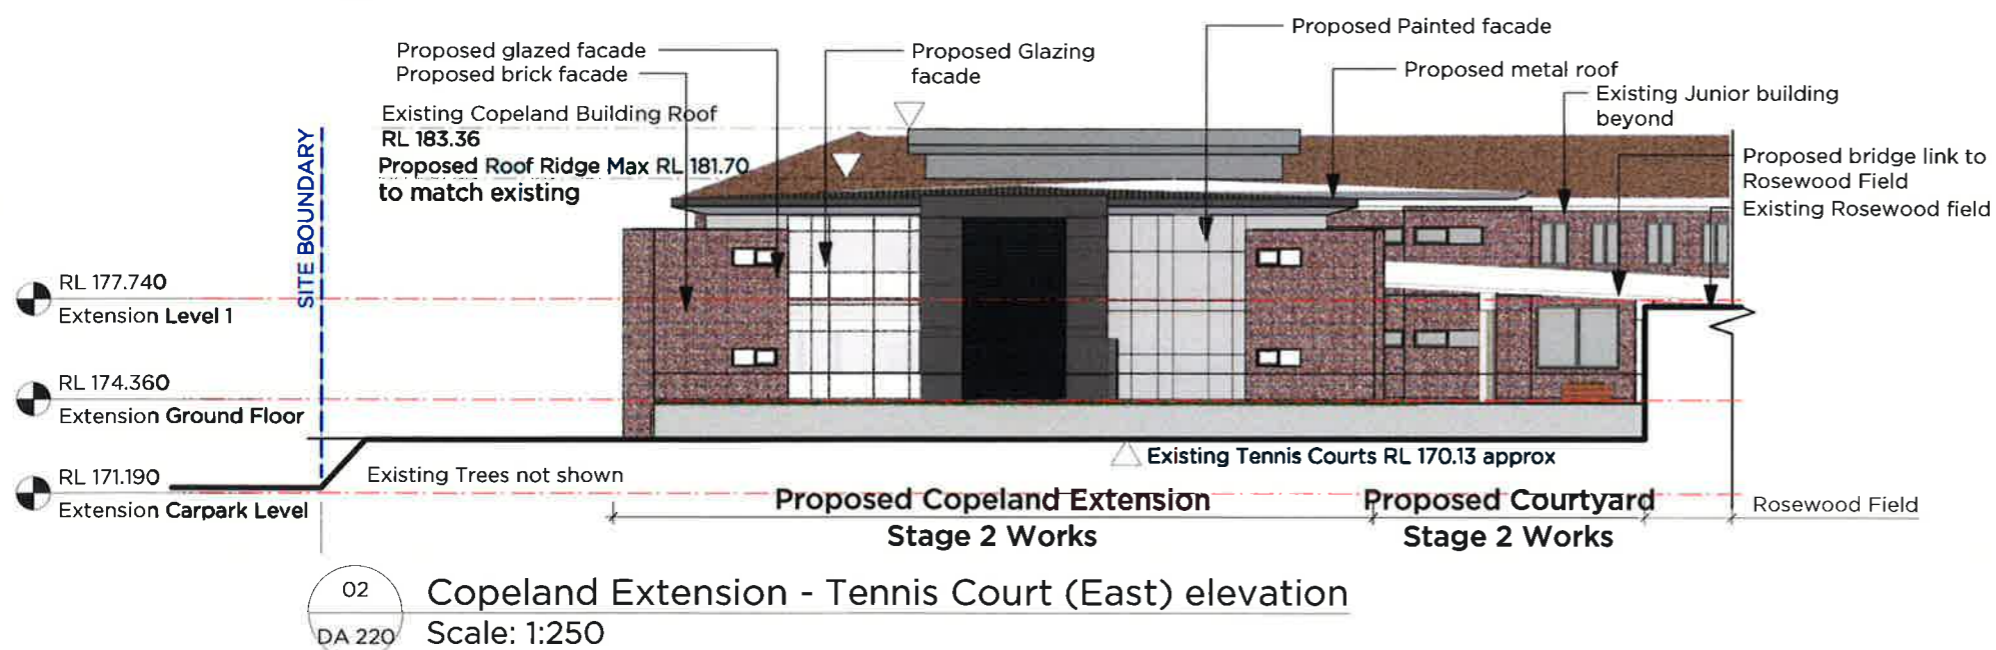 Proposed Painted facade
Proposed glazed facade
Proposed Glazing
facade
Proposed brick facade
Proposed metal roof
Existing Junior building
beyond
Existing Copeland Building Roof
RL 183.36
Proposed Roof Ridge Max RL 181.70
to match existing
SITE BOUNDARY
Proposed bridge link to
Rosewood Field
Existing Rosewood field
RL 177.740
Extension Level 1
RL 174.360
Extension Ground Floor
RL 171.190
Extension Carpark Level
Existing Trees not shown
Existing Tennis Courts RL 170.13 approx
Proposed Copeland Extension
Stage 2 Works
Proposed Courtyard
Stage 2 Works
Rosewood Field
02
DA 220
Copeland Extension - Tennis Court (East) elevation
Scale: 1:250